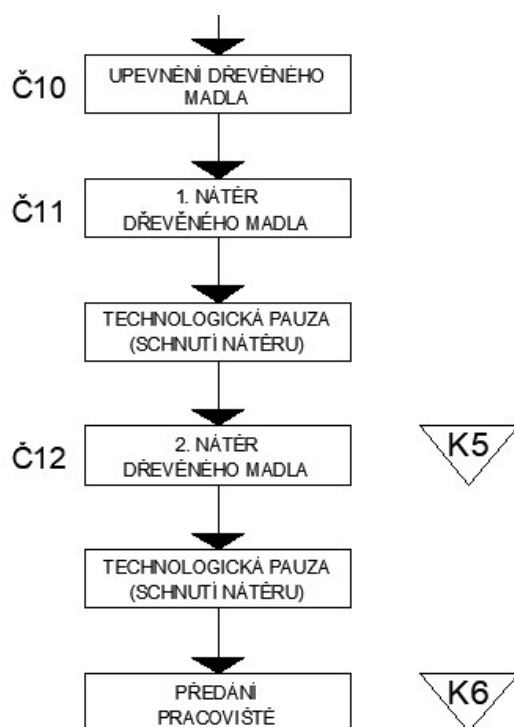 Č10
UPEVNĚNÍ DŘEVĚNÉHO
MADLA
Č11
1. NÁTĚR
DŘEVĚNÉHO MADLA
TECHNOLOGICKÁ PAUZA
(SCHNUTÍ NÁTĚRU)
Č12
2. NÁTĚR
DŘEVĚNÉHO MADLA
K5
TECHNOLOGICKÁ PAUZA
(SCHNUTÍ NÁTĚRU)
PŘEDÁNÍ
PRACOVIŠTĚ
K6